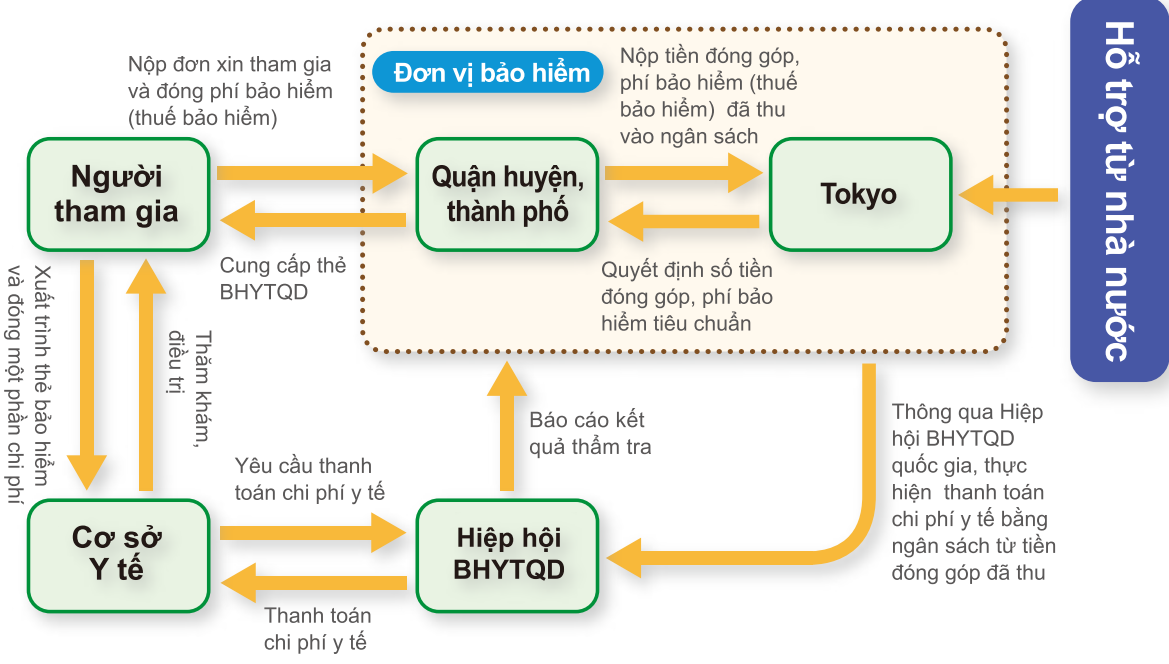 Nộp đơn xin tham gia
và đóng phí bảo hiểm
(thuế bảo hiểm)
Đơn vị bảo hiểm
Nộp tiền đóng góp,
phí bảo hiểm (thuế
bảo hiểm) đã thu
vào ngân sách
Hỗ trợ từ nhà nước
Người
tham gia
Quận huyện,
thành phố
Tokyo
Cung cấp thẻ
BHYTQD
Quyết định số tiền
đóng góp, phí bảo
hiểm tiêu chuẩn
Xuất trình thẻ bảo hiểm
và đóng một phần chi phí
Thăm khám,
điều trị
Yêu cầu thanh
toán chi phí y tế
Báo cáo kết
quả thẩm tra
Thông qua Hiệp
hội BHYTQD
quốc gia, thực
hiện thanh toán
chi phí y tế bằng
ngân sách từ tiền
đóng góp đã thu
Cơ sở
Y tế
Hiệp hội
BHYTQD
Thanh toán
chi phí y tế